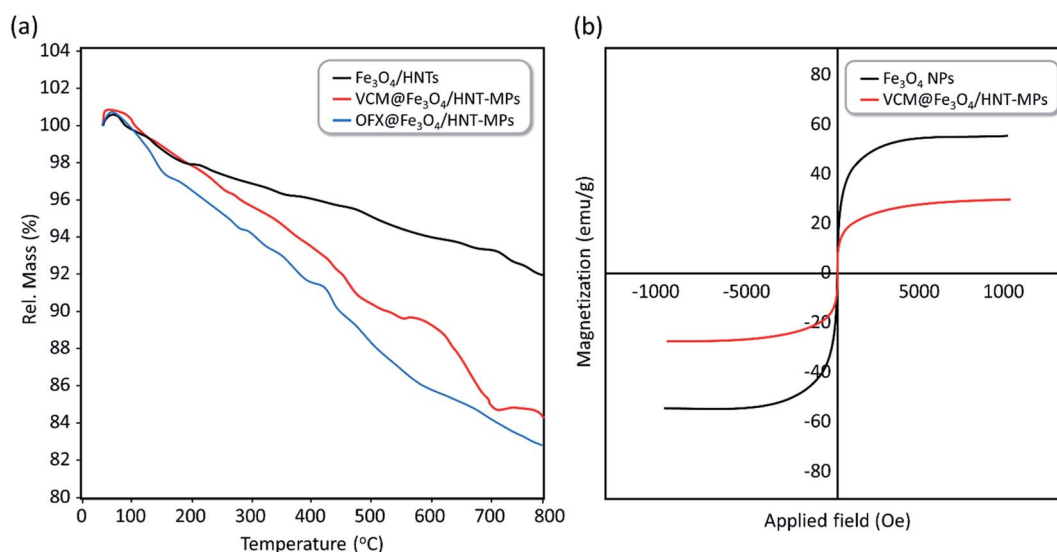 (a)
104
102
100
98
96
94
92
90
88
86
84
82
80
Rel. Mass (%)
Fe₃O₄/HNTs
VCM@Fe₃O₄/HNT-MPs
OFX@Fe₃O₄/HNT-MPs
0 100 200 300 400 500 600 700 800
Temperature (°C)
(b)
80
60
40
20
0
-20
-40
-60
-80
Magnetization (emu/g)
Fe₃O₄ NPs
VCM@Fe₃O₄/HNT-MPs
-1000 -5000 5000 1000
Applied field (Oe)